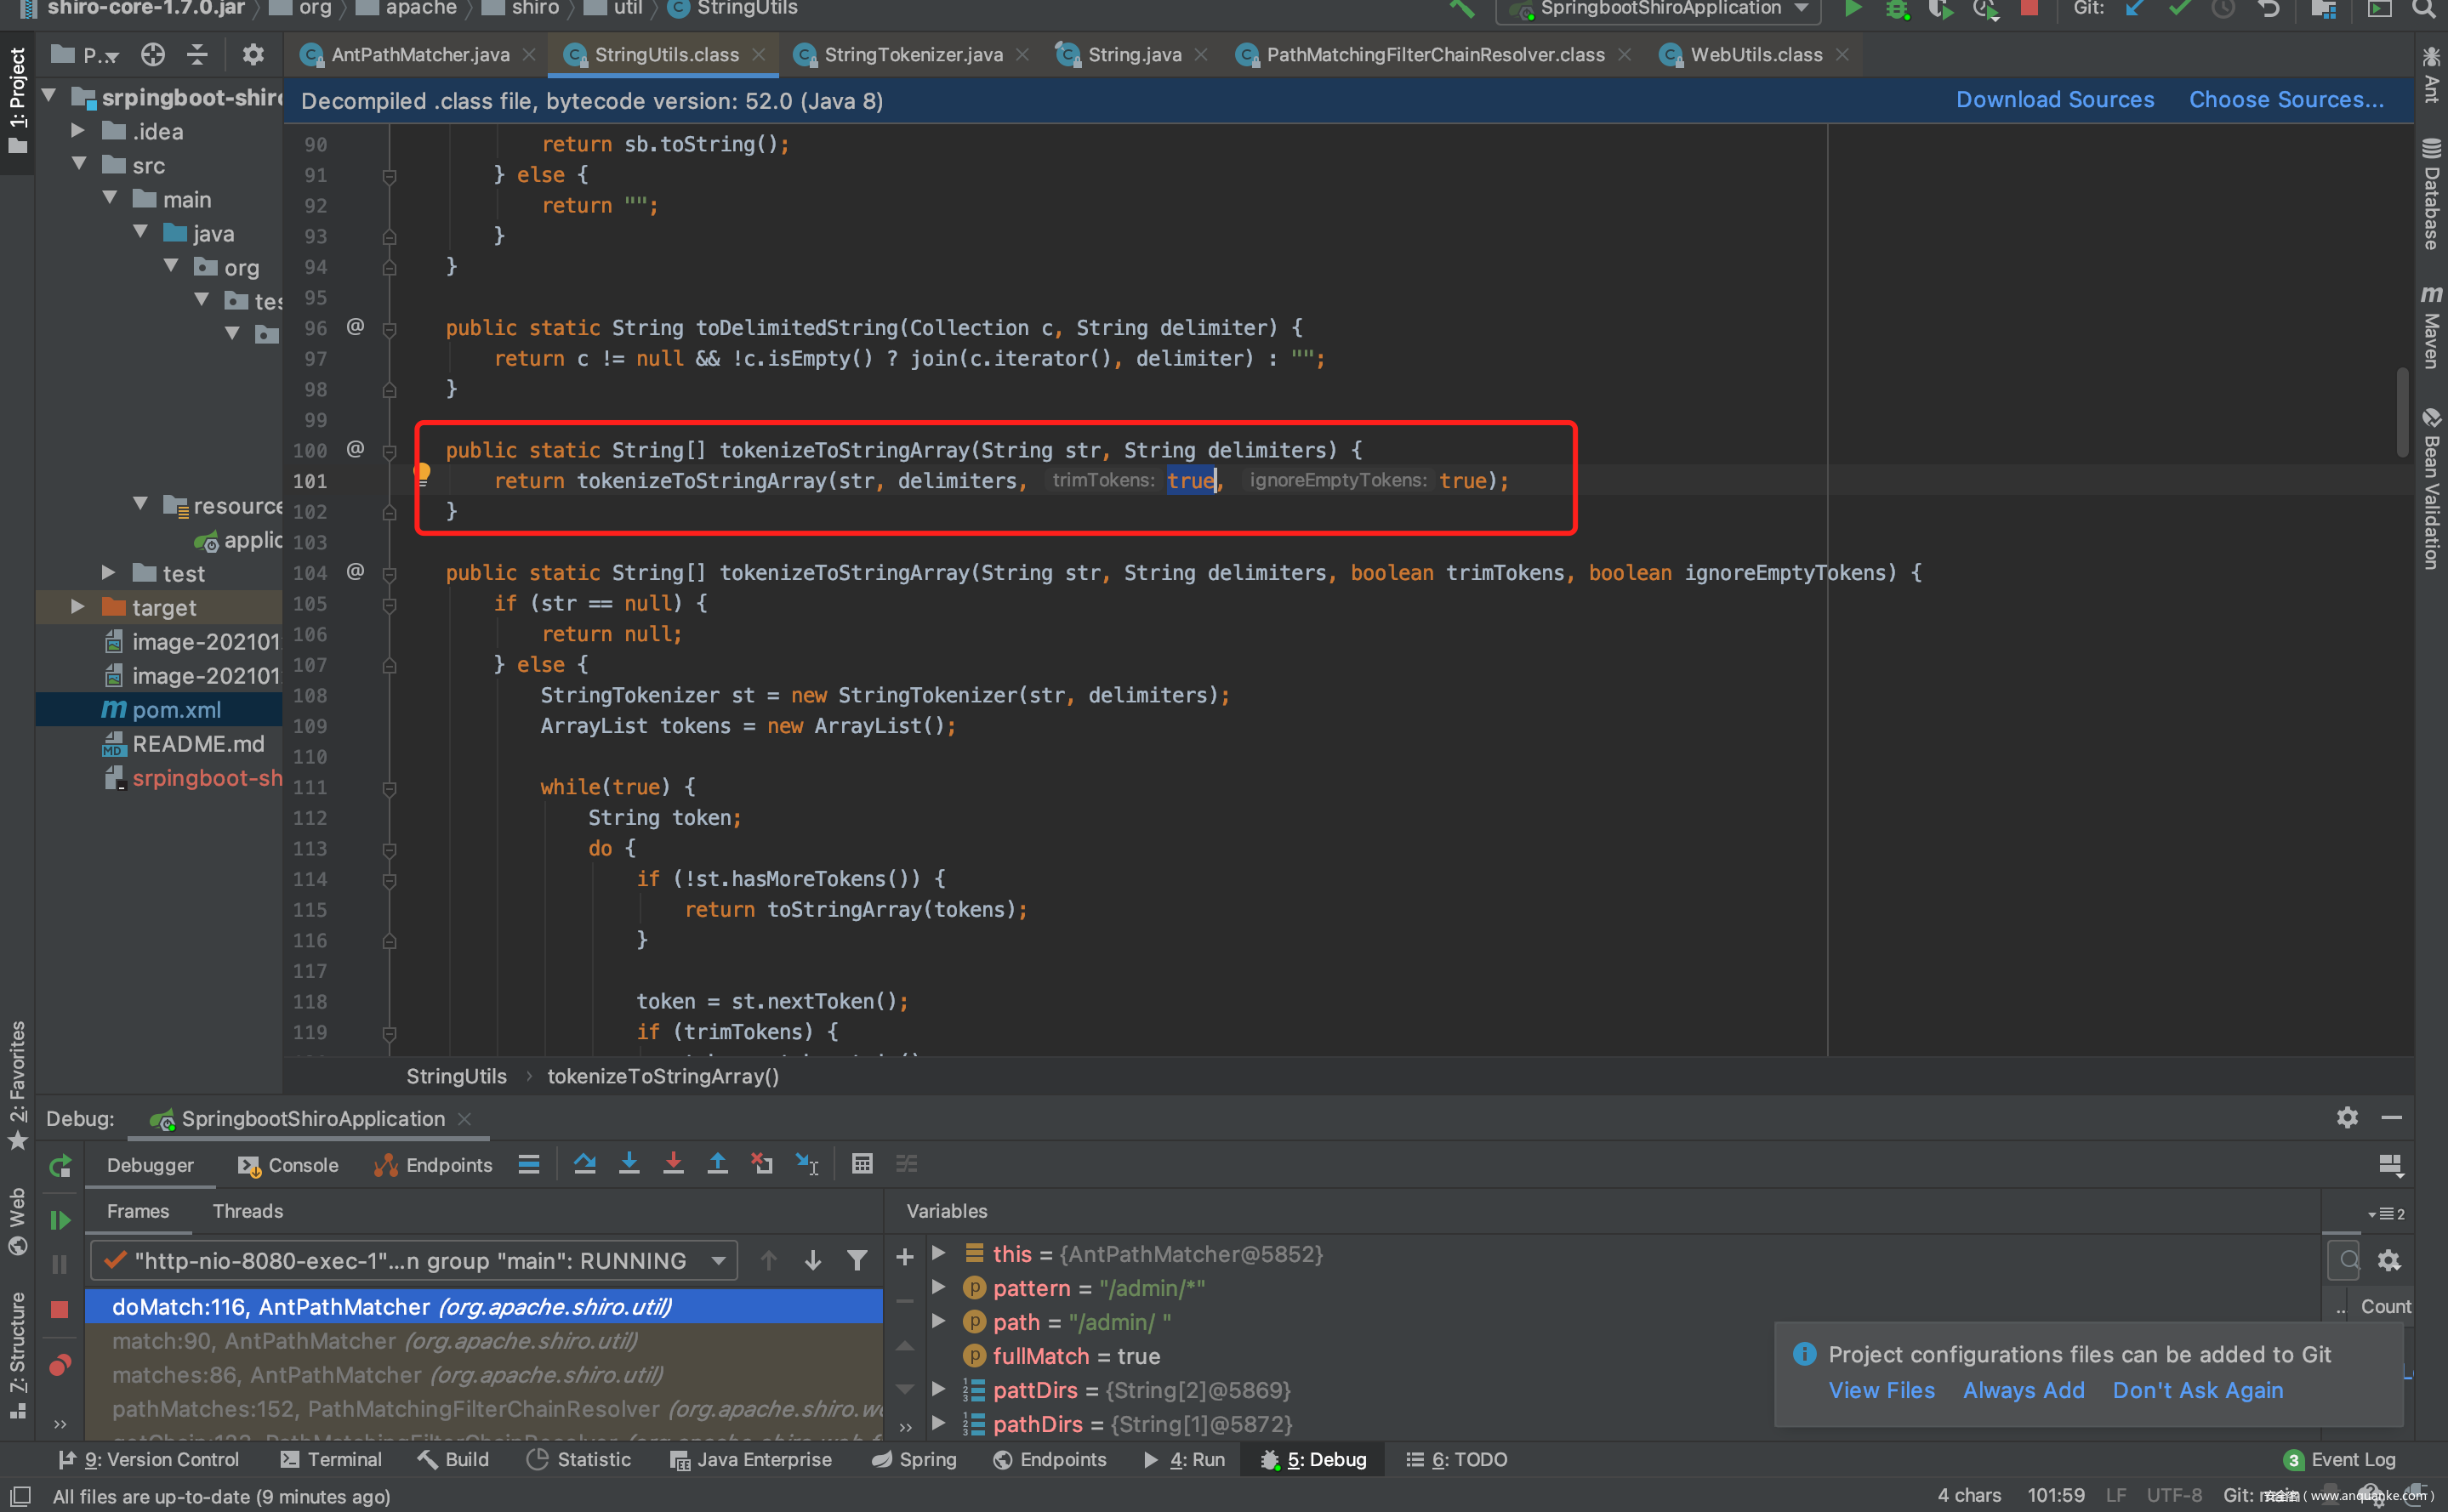 shiro-core-1.7.0.jar org apache shiro util StringUtils
SpringbootShiroApplication Git:
1: Project P.. AntPathMatcher.java StringUtils.class StringTokenizer.java String.java PathMatchingFilterChainResolver.class WebUtils.class
Ant
Database
Maven
Bean Validation
Decompiled .class file, bytecode version: 52.0 (Java 8) Download Sources Choose Sources...
srpingboot-shiro
.idea
src
main
java
org
tes
resource
applic
test
target
image-202101
image-202101
pom.xml
README.md
srpingboot-sh
90 return sb.toString();
91 } else {
92 return "";
93 }
94 }
95
96 @ public static String toDelimitedString(Collection c, String delimiter) {
97 return c != null && !c.isEmpty() ? join(c.iterator(), delimiter) : "";
98 }
99
100 @ public static String[] tokenizeToStringArray(String str, String delimiters) {
101 return tokenizeToStringArray(str, delimiters, trimTokens: true, ignoreEmptyTokens: true);
102 }
103
104 @ public static String[] tokenizeToStringArray(String str, String delimiters, boolean trimTokens, boolean ignoreEmptyTokens) {
105 if (str == null) {
106 return null;
107 } else {
108 StringTokenizer st = new StringTokenizer(str, delimiters);
109 ArrayList tokens = new ArrayList();
110
111 while(true) {
112 String token;
113 do {
114 if (!st.hasMoreTokens()) {
115 return toStringArray(tokens);
116 }
117
118 token = st.nextToken();
119 if (trimTokens) {
StringUtils › tokenizeToStringArray()
2: Favorites
Web
7: Structure
Debug: SpringbootShiroApplication
Debugger Console Endpoints
Frames Threads
"http-nio-8080-exec-1"...n group "main": RUNNING
doMatch:116, AntPathMatcher (org.apache.shiro.util)
match:90, AntPathMatcher (org.apache.shiro.util)
matches:86, AntPathMatcher (org.apache.shiro.util)
pathMatches:152, PathMatchingFilterChainResolver (org.apache.shiro.we
Variables
this = {AntPathMatcher@5852}
pattern = "/admin/*"
path = "/admin/ "
fullMatch = true
pattDirs = {String[2]@5869}
pathDirs = {String[1]@5872}
2
.. Count
Project configurations files can be added to Git
View Files Always Add Don't Ask Again
9: Version Control Terminal Build Statistic Java Enterprise Spring Endpoints 4: Run 5: Debug 6: TODO 3 Event Log
All files are up-to-date (9 minutes ago) 4 chars 101:59 LF UTF-8 Git: main
安全客 ( www.anquanke.com )